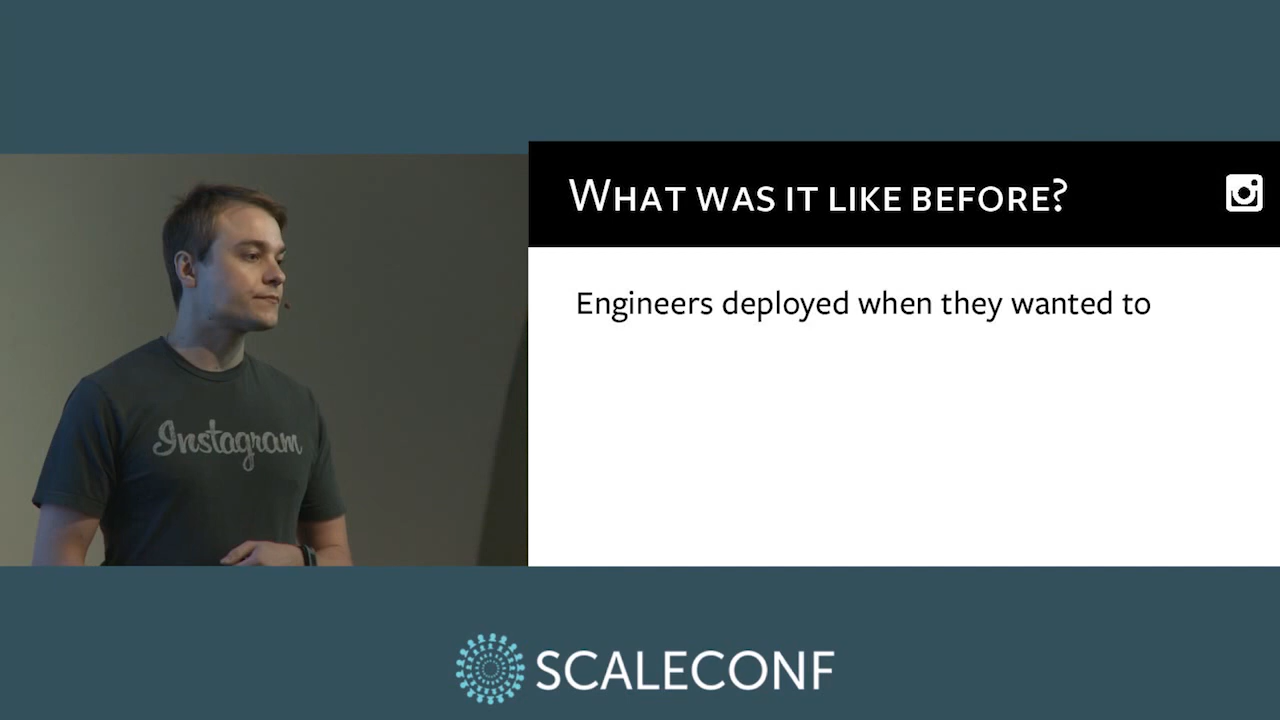 WHAT WAS IT LIKE BEFORE?
Engineers deployed when they wanted to
Instagram
SCALECONF